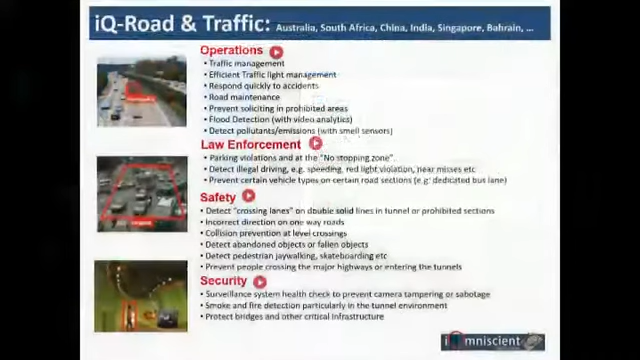 iQ-Road & Traffic: Australia, South Africa, China, India, Singapore, Bahrain, ...
Operations
• Traffic management
• Efficient Traffic light management
• Respond quickly to accidents
• Road maintenance
• Prevent soliciting in prohibited areas
• Flood Detection (with video analytics)
• Detect pollutants/emissions (with smell sensors)
Law Enforcement
• Parking violations and at the "No stopping zone".
• Detect illegal driving, e.g. speeding, red light violation, near misses etc
• Prevent certain vehicle types on certain road sections (e.g. dedicated bus lane)
Safety
• Detect "crossing lanes" on double solid lines in tunnel or prohibited sections
• Incorrect direction on one way roads
• Collision prevention at level crossings
• Detect abandoned objects or fallen objects
• Detect pedestrian jaywalking, skateboarding etc
• Prevent people crossing the major highways or entering the tunnels
Security
• Surveillance system health check to prevent camera tampering or sabotage
• Smoke and fire detection particularly in the tunnel environment
• Protect bridges and other critical infrastructure
iOmniscient